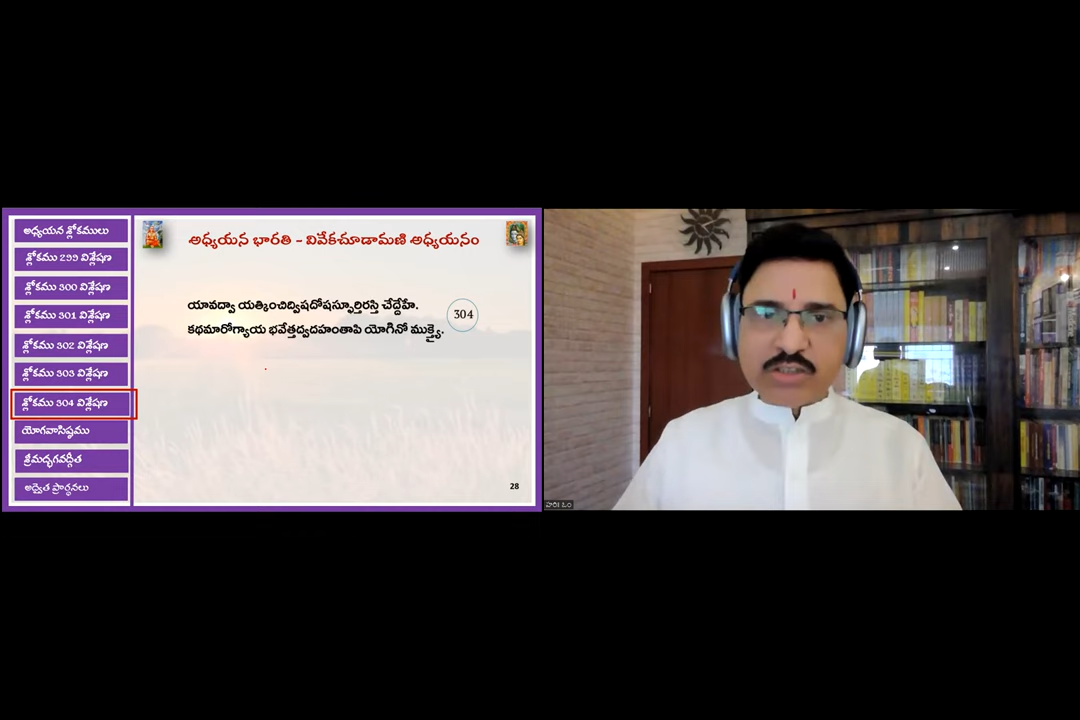 అధ్యయన శ్లోకములు
శ్లోకము 299 విశ్లేషణ
శ్లోకము 300 విశ్లేషణ
శ్లోకము 301 విశ్లేషణ
శ్లోకము 302 విశ్లేషణ
శ్లోకము 303 విశ్లేషణ
శ్లోకము 304 విశ్లేషణ
యోగవాసిష్ఠము
శ్రీమద్భగవద్గీత
అద్వైత ప్రార్థనలు
అధ్యయన భారతి – వివేకచూడామణి అధ్యయనం
యావద్వా యత్కించిద్విషదోషస్ఫూర్తిరస్తి చేద్దేహే.
కథమారోగ్యాయ భవేత్తద్వదహంతాపి యోగినో ముక్త్యై.
304
28
హరిః ఓం